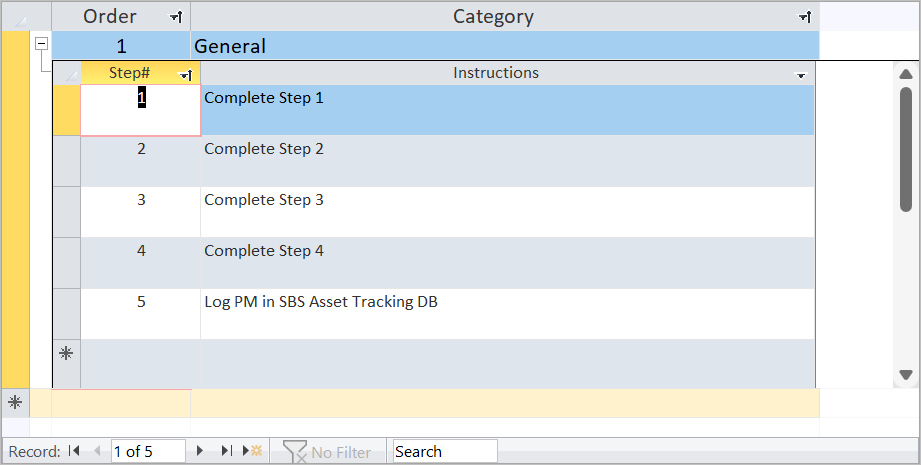 Order Category
1 General
Step# Instructions
1 Complete Step 1
2 Complete Step 2
3 Complete Step 3
4 Complete Step 4
5 Log PM in SBS Asset Tracking DB
Record: 1 of 5 No Filter Search